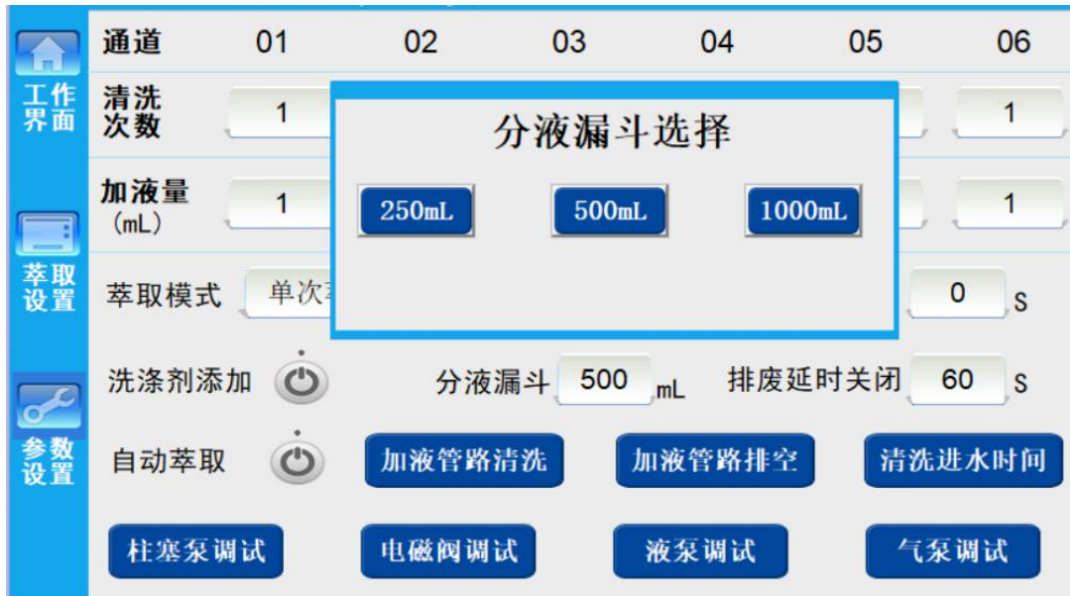 通道 01 02 03 04 05 06
工作
界面
清洗
次数
1
1
分液漏斗选择
加液量
(mL)
1
250mL 500mL 1000mL
1
萃取
设置
萃取模式 单次
0 S
洗涤剂添加 分液漏斗 500 mL 排废延时关闭 60 S
参数
设置
自动萃取 加液管路清洗 加液管路排空 清洗进水时间
柱塞泵调试 电磁阀调试 液泵调试 气泵调试